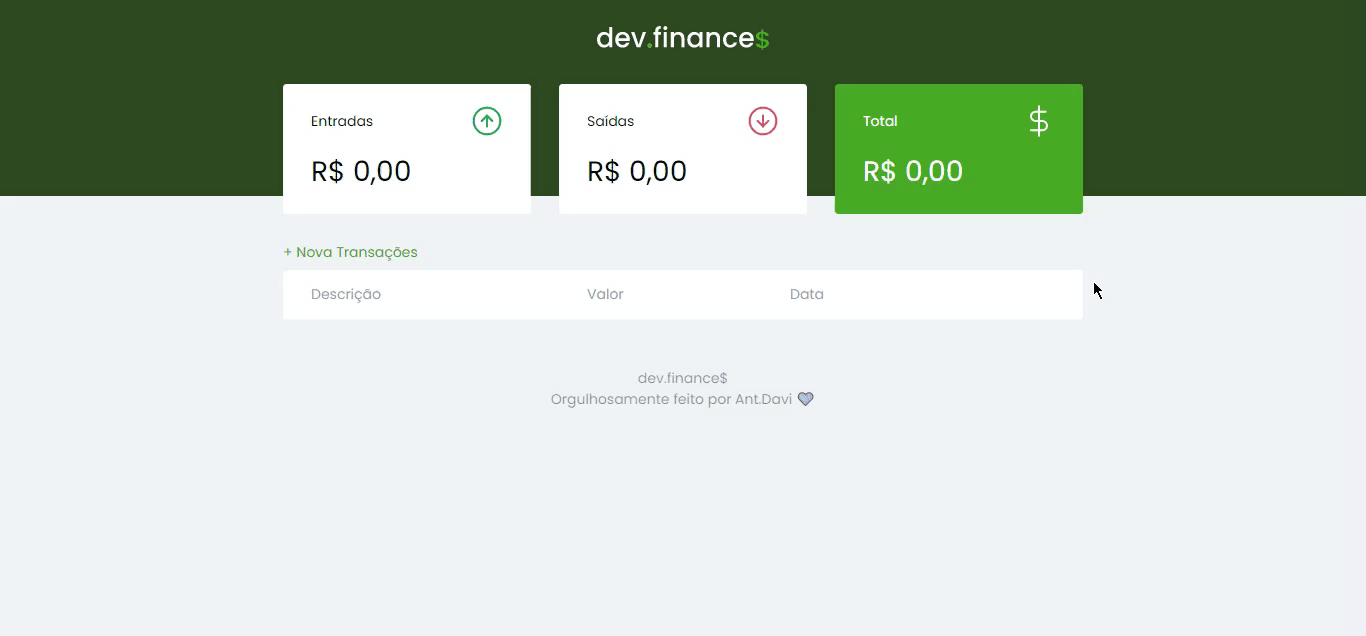 dev.finance$
Entradas
R$ 0,00
Saídas
R$ 0,00
Total
$
R$ 0,00
+ Nova Transações
Descrição Valor Data
dev.finance$
Orgulhosamente feito por Ant.Davi 💜